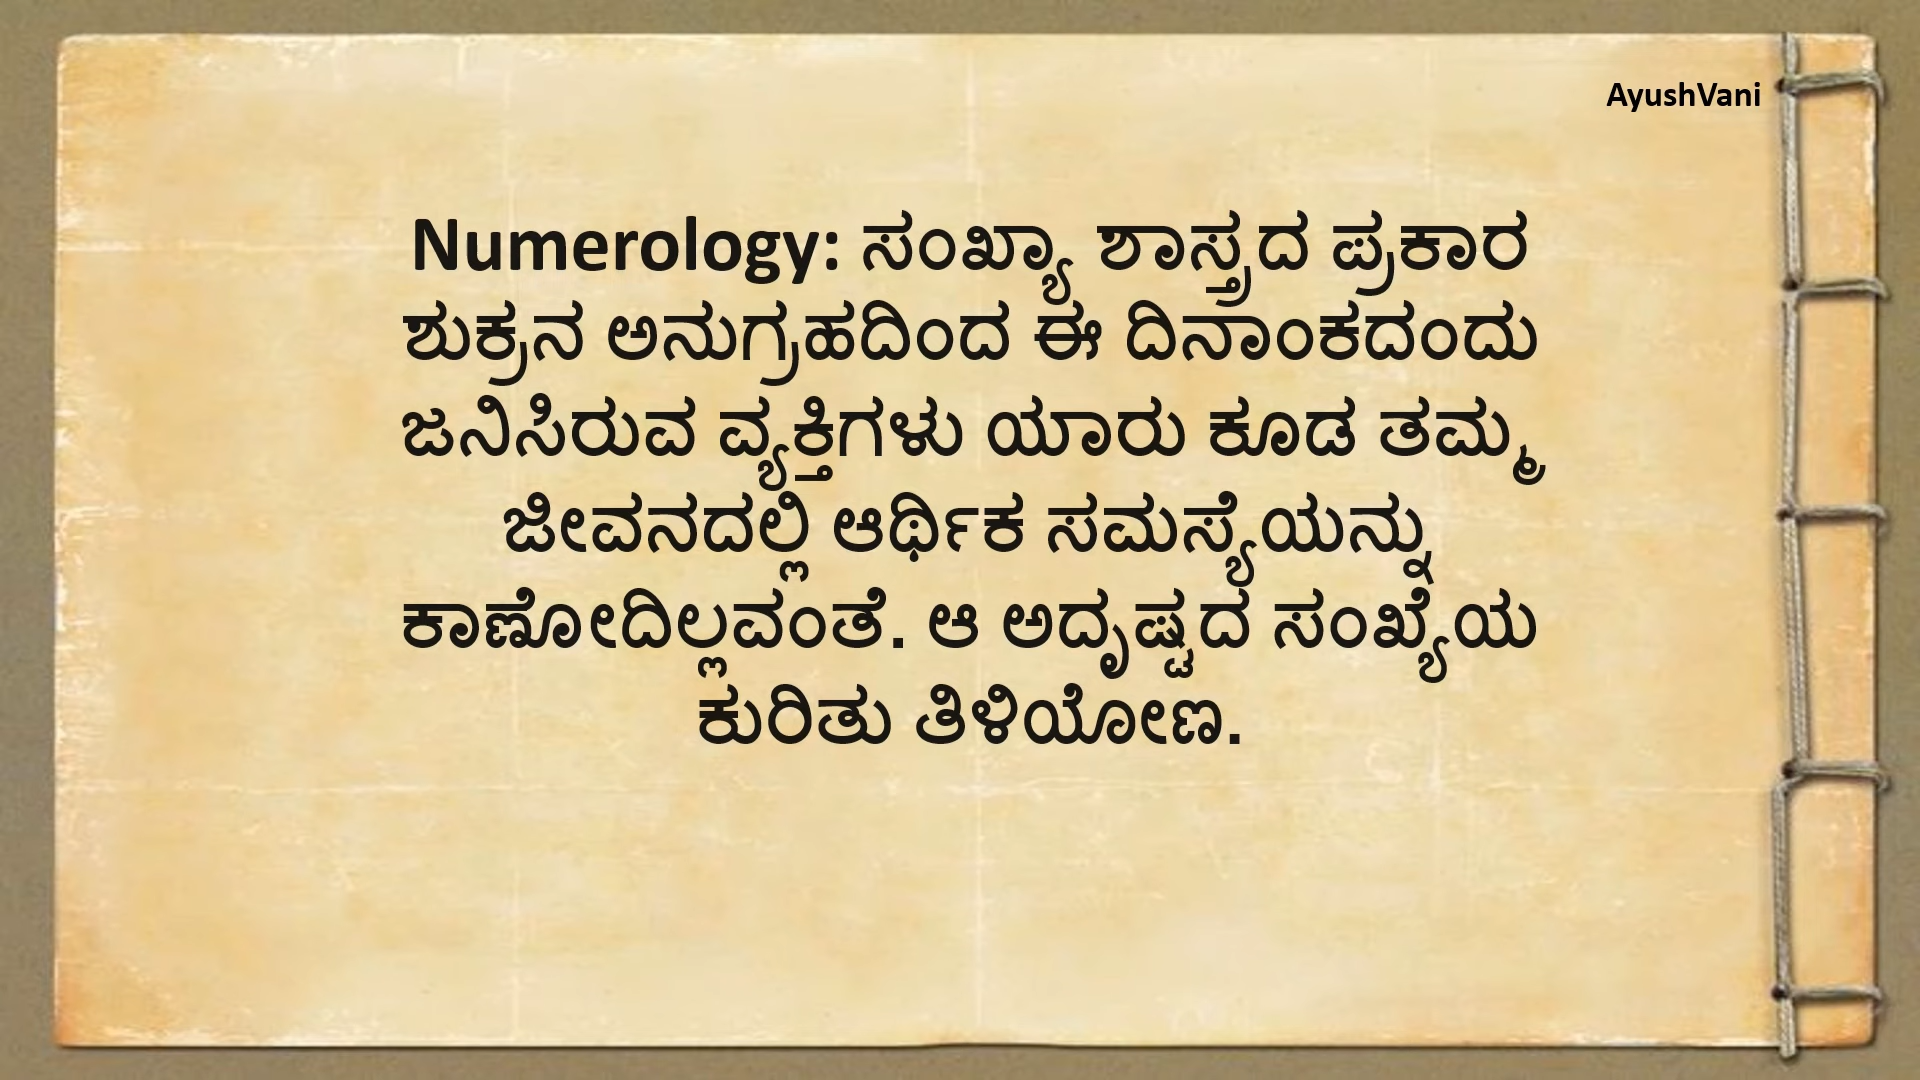 AyushVani
Numerology: ಸಂಖ್ಯಾ ಶಾಸ್ತ್ರದ ಪ್ರಕಾರ
ಶುಕ್ರನ ಅನುಗ್ರಹದಿಂದ ಈ ದಿನಾಂಕದಂದು
ಜನಿಸಿರುವ ವ್ಯಕ್ತಿಗಳು ಯಾರು ಕೂಡ ತಮ್ಮ
ಜೀವನದಲ್ಲಿ ಆರ್ಥಿಕ ಸಮಸ್ಯೆಯನ್ನು
ಕಾಣೋದಿಲ್ಲವಂತೆ. ಆ ಅದೃಷ್ಟದ ಸಂಖ್ಯೆಯ
ಕುರಿತು ತಿಳಿಯೋಣ.